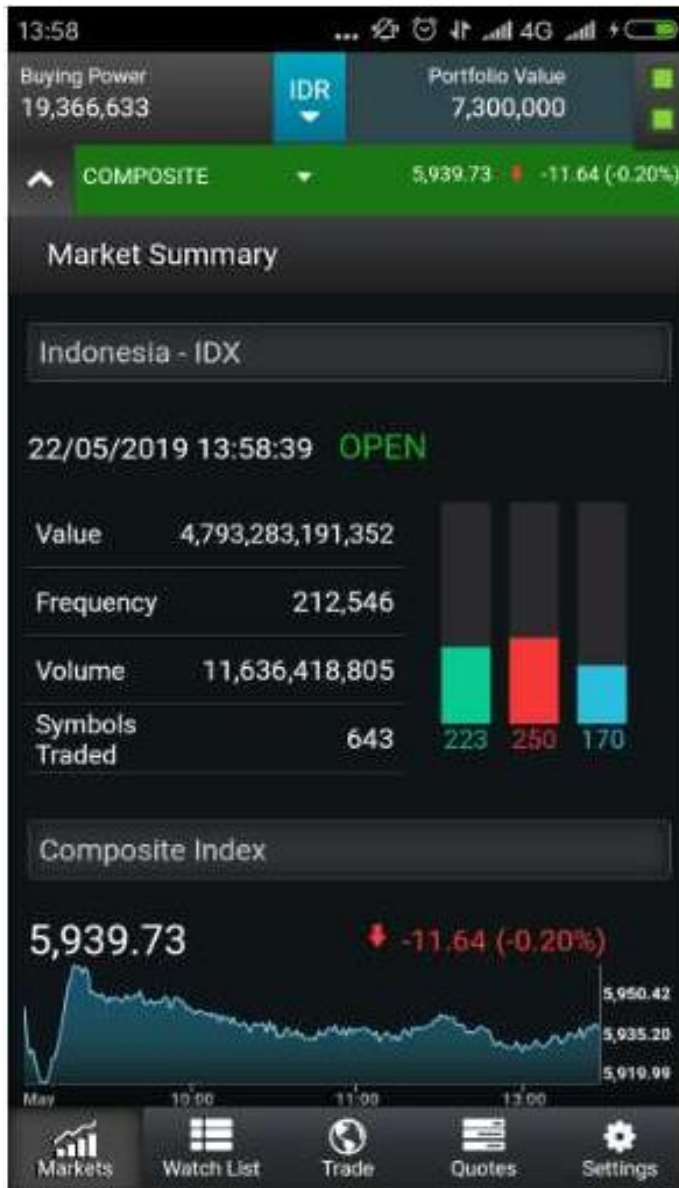 13:58 ... 4G
Buying Power
19,366,633
IDR
Portfolio Value
7,300,000
COMPOSITE 5,939.73 -11.64 (-0.20%)
Market Summary
Indonesia - IDX
22/05/2019 13:58:39 OPEN
Value 4,793,283,191,352
Frequency 212,546
Volume 11,636,418,805
Symbols
Traded
643
223 250 170
Composite Index
5,939.73 -11.64 (-0.20%)
5,950.42
5,935.20
5,919.99
May 10:00 11:00 13:00
Markets Watch List Trade Quotes Settings